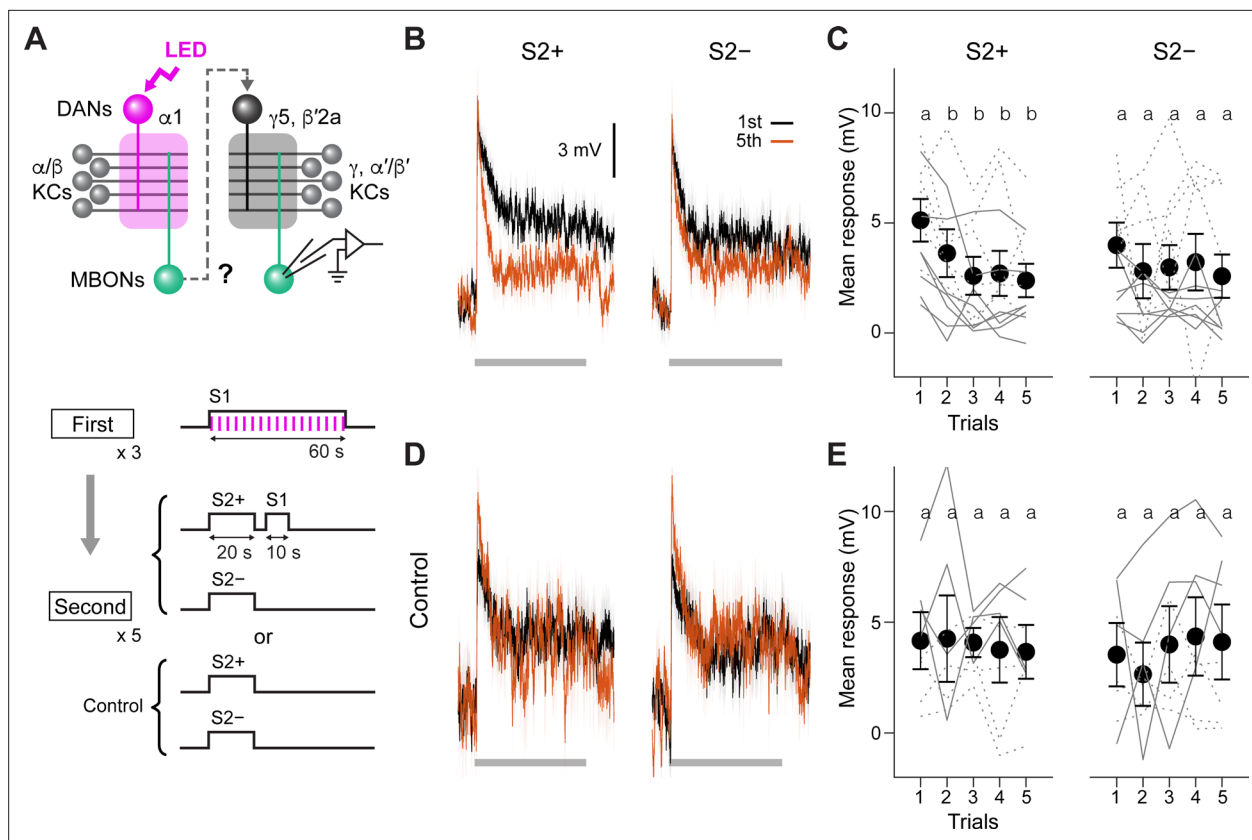 A
LED
DANs
α1
γ5, β′2a
α/β
KCs
γ, α′/β′
KCs
MBONs
?
First
x 3
S1
60 s
Second
x 5
S2+
S1
20 s
10 s
S2−
or
Control
S2+
S2−
B
S2+
S2−
3 mV
1st
5th
C
S2+
S2−
Mean response (mV)
10
5
0
a b b b b
a a a a a
1 2 3 4 5
1 2 3 4 5
Trials
D
Control
E
Mean response (mV)
10
5
0
a a a a a
a a a a a
1 2 3 4 5
1 2 3 4 5
Trials